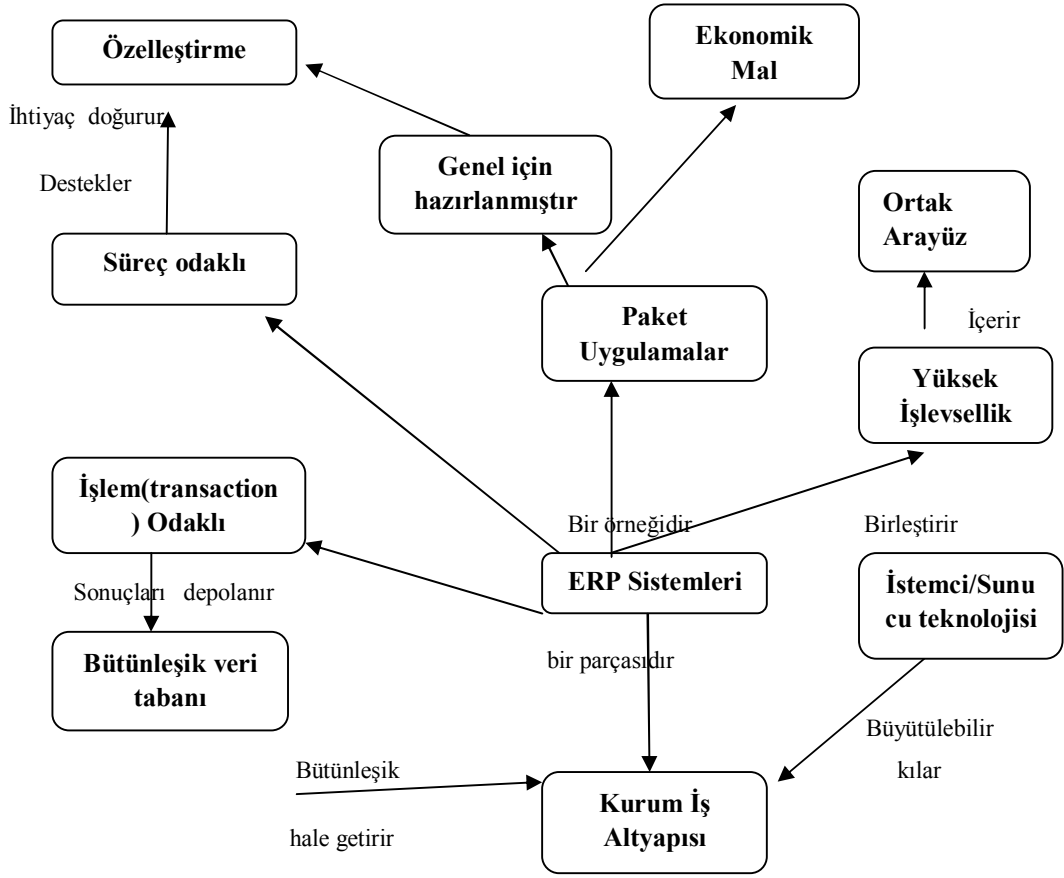 Özelleştirme
Ekonomik
Mal
İhtiyaç doğurur
Genel için
hazırlanmıştır
Destekler
Ortak
Arayüz
Süreç odaklı
Paket
Uygulamalar
İçerir
Yüksek
İşlevsellik
İşlem(transaction
) Odaklı
Bir örneğidir
Birleştirir
Sonuçları depolanır
ERP Sistemleri
İstemci/Sunu
cu teknolojisi
Bütünleşik veri
tabanı
bir parçasıdır
Büyütülebilir
kılar
Bütünleşik
hale getirir
Kurum İş
Altyapısı